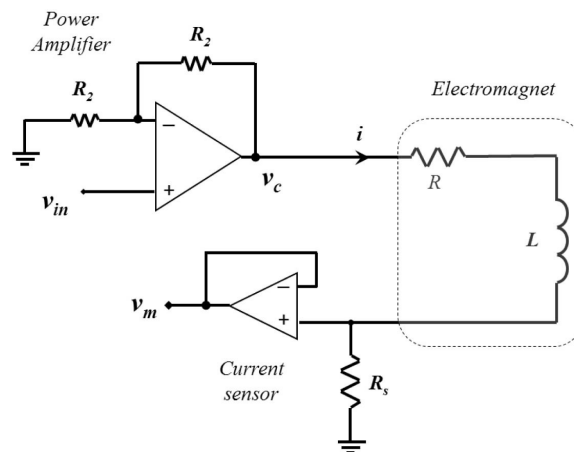 Power
Amplifier
R2
R2
Electromagnet
i
−
+
vin
vc
R
L
−
+
vm
Current
sensor
Rs